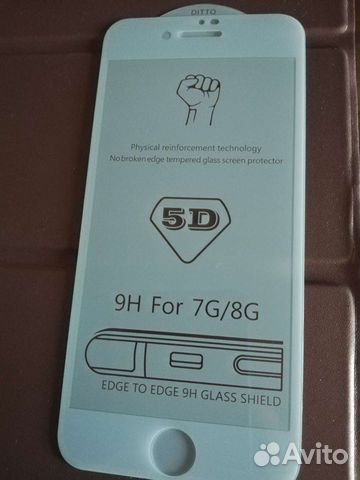 DITTO
Physical reinforcement technology
No broken edge tempered glass screen protector
5D
9H For 7G/8G
EDGE TO EDGE 9H GLASS SHIELD
Avito